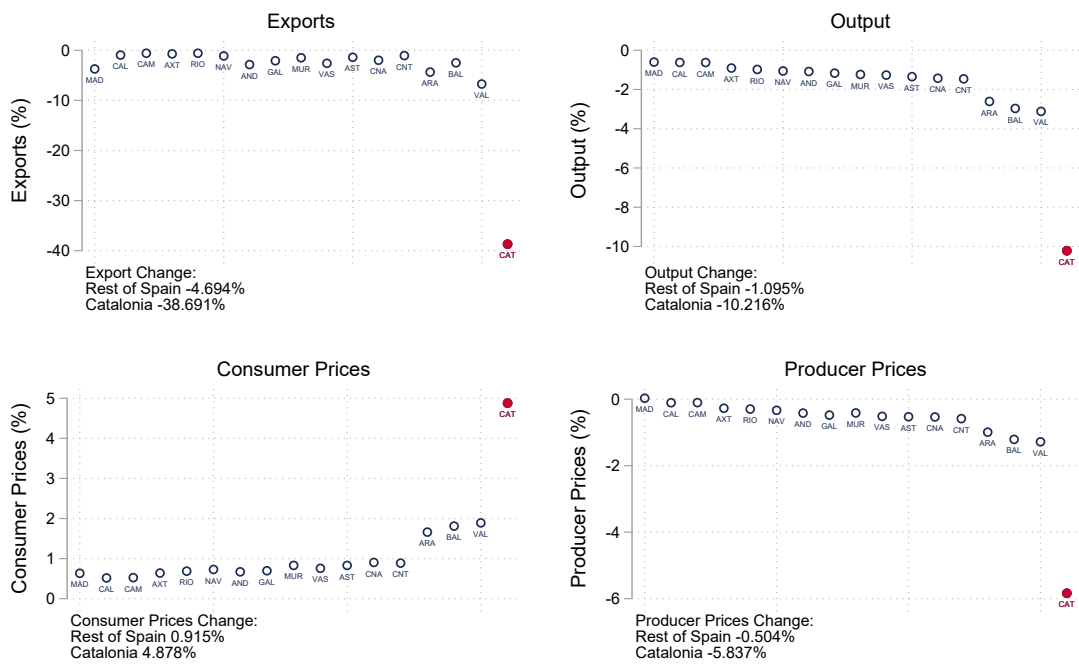 Exports
Exports (%)
0
-10
-20
-30
-40
MAD CAL CAM AXT RIO NAV AND GAL MUR VAS AST CNA CNT ARA BAL VAL CAT
Export Change:
Rest of Spain -4.694%
Catalonia -38.691%
Output
Output (%)
0
-2
-4
-6
-8
-10
MAD CAL CAM AXT RIO NAV AND GAL MUR VAS AST CNA CNT ARA BAL VAL CAT
Output Change:
Rest of Spain -1.095%
Catalonia -10.216%
Consumer Prices
Consumer Prices (%)
5
4
3
2
1
0
MAD CAL CAM AXT RIO NAV AND GAL MUR VAS AST CNA CNT ARA BAL VAL CAT
Consumer Prices Change:
Rest of Spain 0.915%
Catalonia 4.878%
Producer Prices
Producer Prices (%)
0
-2
-4
-6
MAD CAL CAM AXT RIO NAV AND GAL MUR VAS AST CNA CNT ARA BAL VAL CAT
Producer Prices Change:
Rest of Spain -0.504%
Catalonia -5.837%